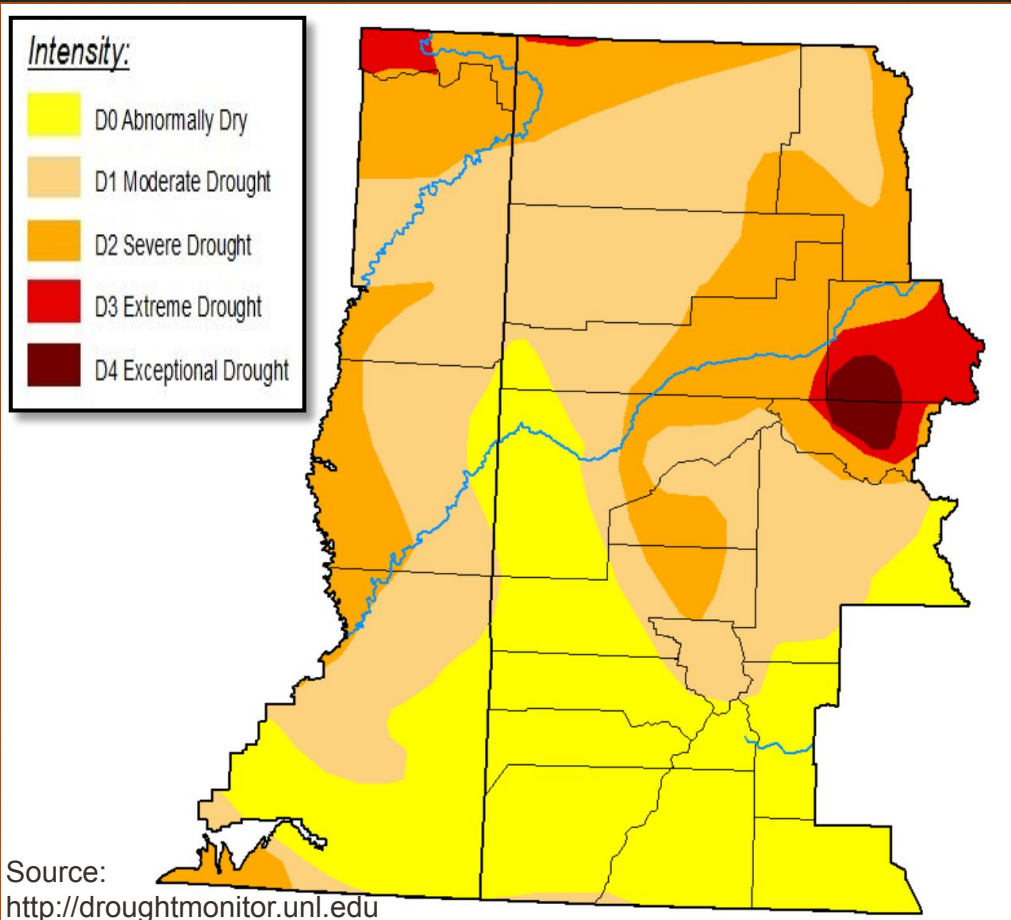 Intensity:
D0 Abnormally Dry
D1 Moderate Drought
D2 Severe Drought
D3 Extreme Drought
D4 Exceptional Drought
Source:
http://droughtmonitor.unl.edu